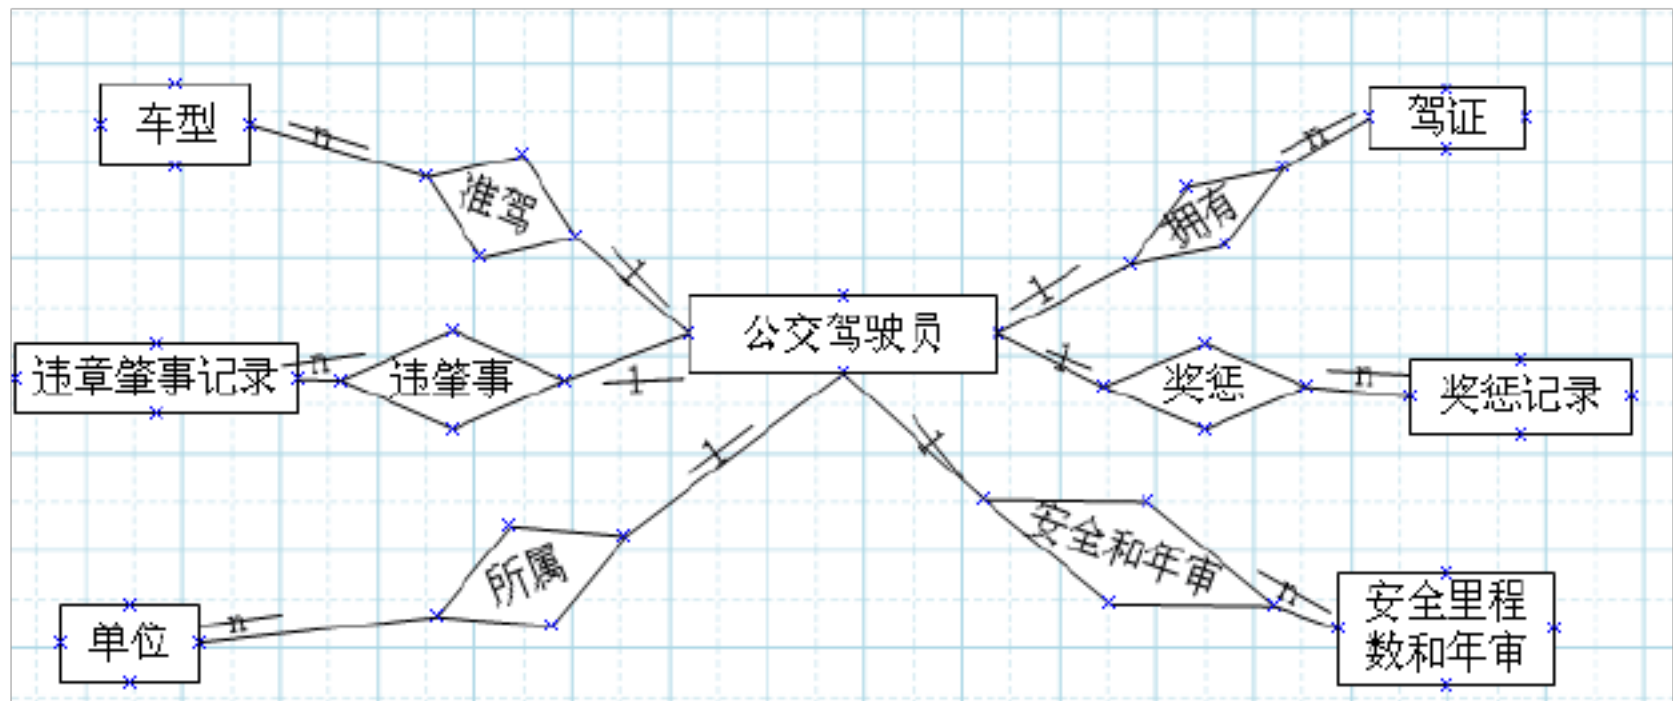 车型
n
准驾
1
驾证
n
拥有
1
公交驾驶员
违章肇事记录
n
违肇事
1
1
奖惩
n
奖惩记录
1
所属
n
单位
1
安全和年审
n
安全里程
数和年审